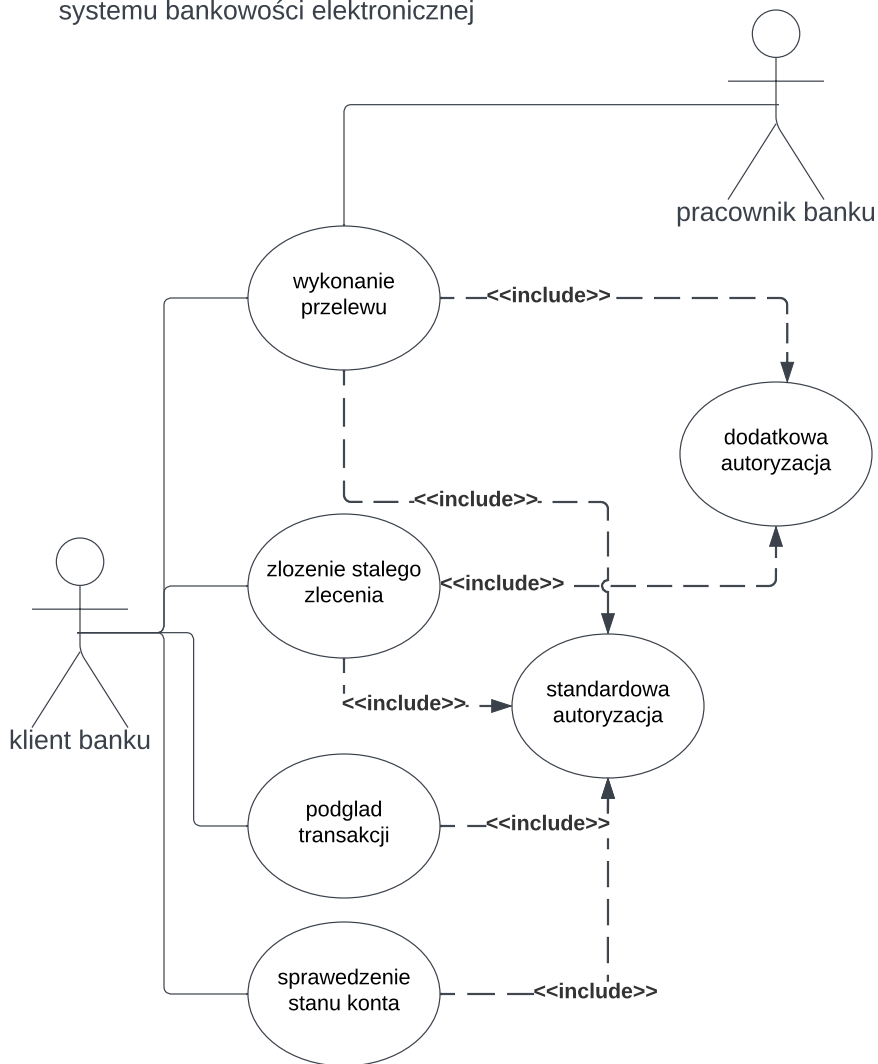 systemu bankowości elektronicznej
pracownik banku
wykonanie
przelewu
<<include>>
dodatkowa
autoryzacja
<<include>>
zlozenie stalego
zlecenia
<<include>>
standardowa
autoryzacja
<<include>>
klient banku
podglad
transakcji
<<include>>
sprawedzenie
stanu konta
<<include>>